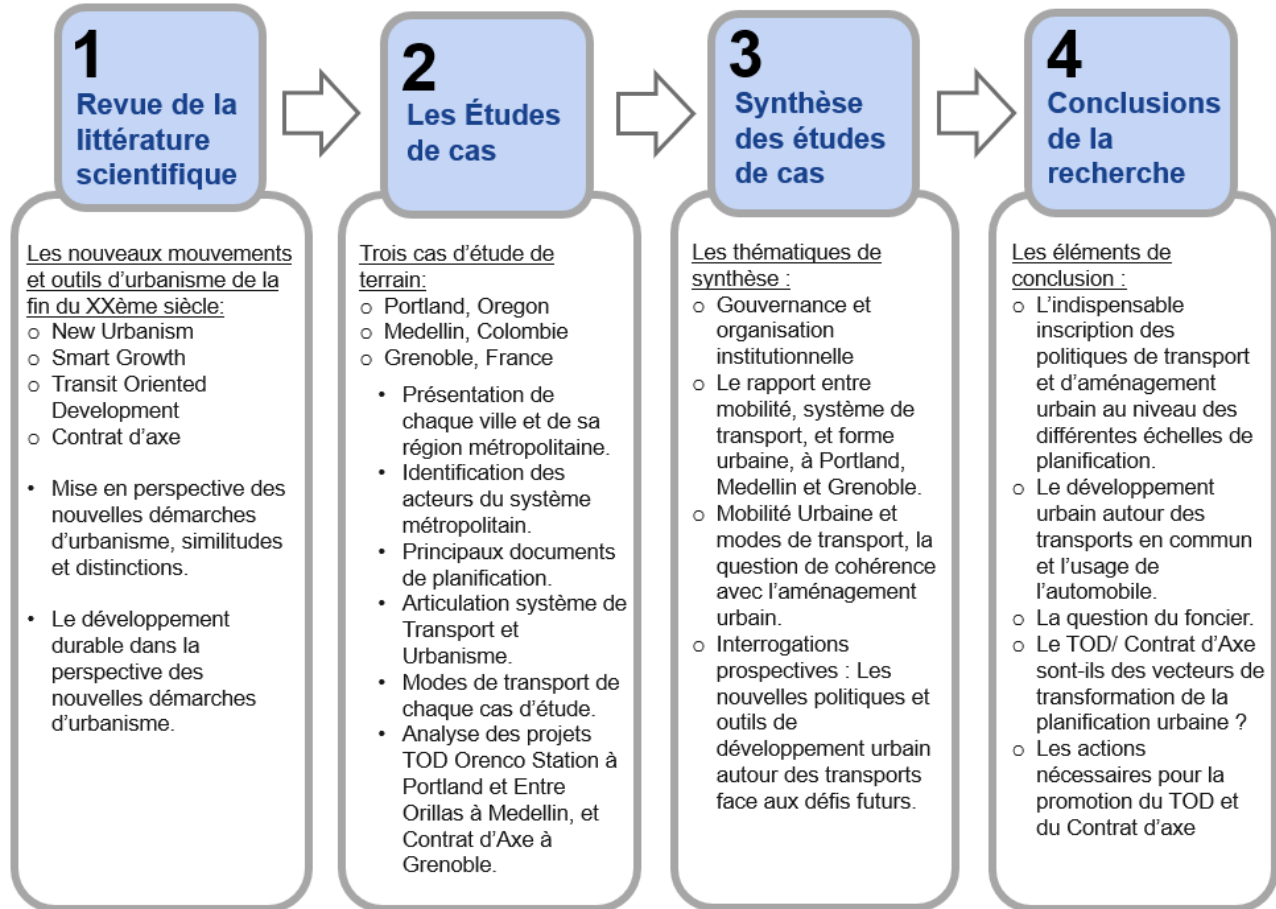 1
Revue de la
littérature
scientifique
Les nouveaux mouvements
et outils d'urbanisme de la
fin du XXème siècle:
o New Urbanism
o Smart Growth
o Transit Oriented
Development
o Contrat d'axe
• Mise en perspective des
nouvelles démarches
d'urbanisme, similitudes
et distinctions.
• Le développement
durable dans la
perspective des
nouvelles démarches
d'urbanisme.
2
Les Études
de cas
Trois cas d'étude de
terrain:
o Portland, Oregon
o Medellin, Colombie
o Grenoble, France
• Présentation de
chaque ville et de sa
région métropolitaine.
• Identification des
acteurs du système
métropolitain.
• Principaux documents
de planification.
• Articulation système de
Transport et
Urbanisme.
• Modes de transport de
chaque cas d'étude.
• Analyse des projets
TOD Orenco Station à
Portland et Entre
Orillas à Medellin, et
Contrat d'Axe à
Grenoble.
3
Synthèse
des études
de cas
Les thématiques de
synthèse :
o Gouvernance et
organisation
institutionnelle
o Le rapport entre
mobilité, système de
transport, et forme
urbaine, à Portland,
Medellin et Grenoble.
o Mobilité Urbaine et
modes de transport, la
question de cohérence
avec l'aménagement
urbain.
o Interrogations
prospectives : Les
nouvelles politiques et
outils de
développement urbain
autour des transports
face aux défis futurs.
4
Conclusions
de la
recherche
Les éléments de
conclusion :
o L'indispensable
inscription des
politiques de transport
et d'aménagement
urbain au niveau des
différentes échelles de
planification.
o Le développement
urbain autour des
transports en commun
et l'usage de
l'automobile.
o La question du foncier.
o Le TOD/ Contrat d'Axe
sont-ils des vecteurs de
transformation de la
planification urbaine ?
o Les actions
nécessaires pour la
promotion du TOD et
du Contrat d'axe